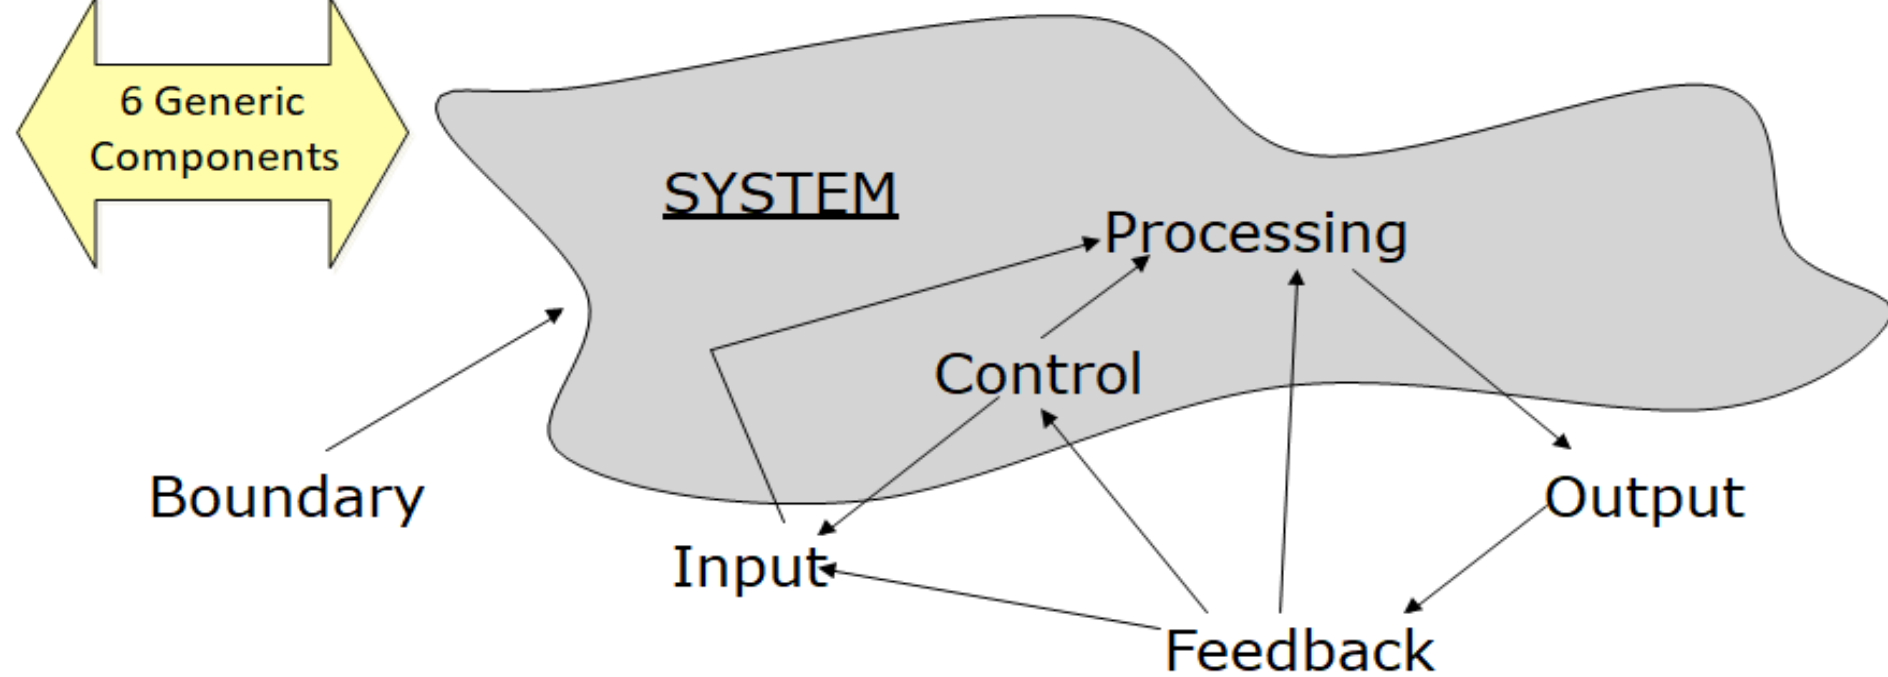 6 Generic
Components
SYSTEM
Processing
Control
Boundary
Output
Input
Feedback